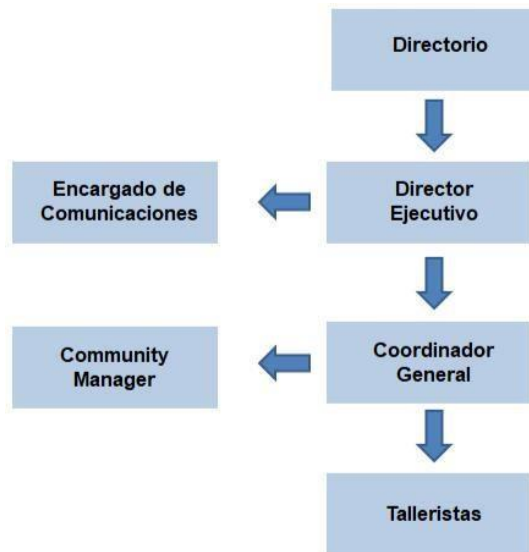 Directorio
Encargado de
Comunicaciones
Director
Ejecutivo
Community
Manager
Coordinador
General
Talleristas